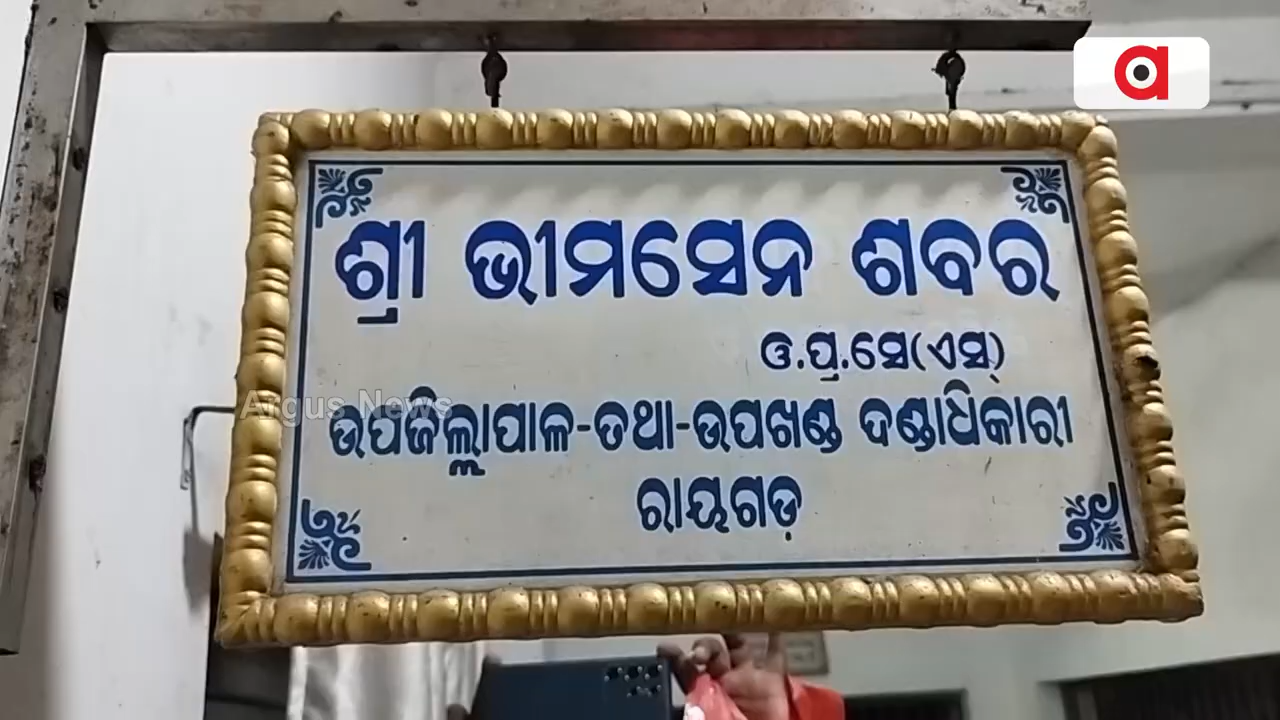 ଶ୍ରୀ ଭୀମସେନ ଶବର
ଓ.ପ୍ର.ସେ(ଏସ୍)
Argus News
ଉପଜିଲ୍ଲାପାଳ-ତଥା-ଉପଖଣ୍ଡ ଦଣ୍ଡାଧିକାରୀ
ରାୟଗଡ଼